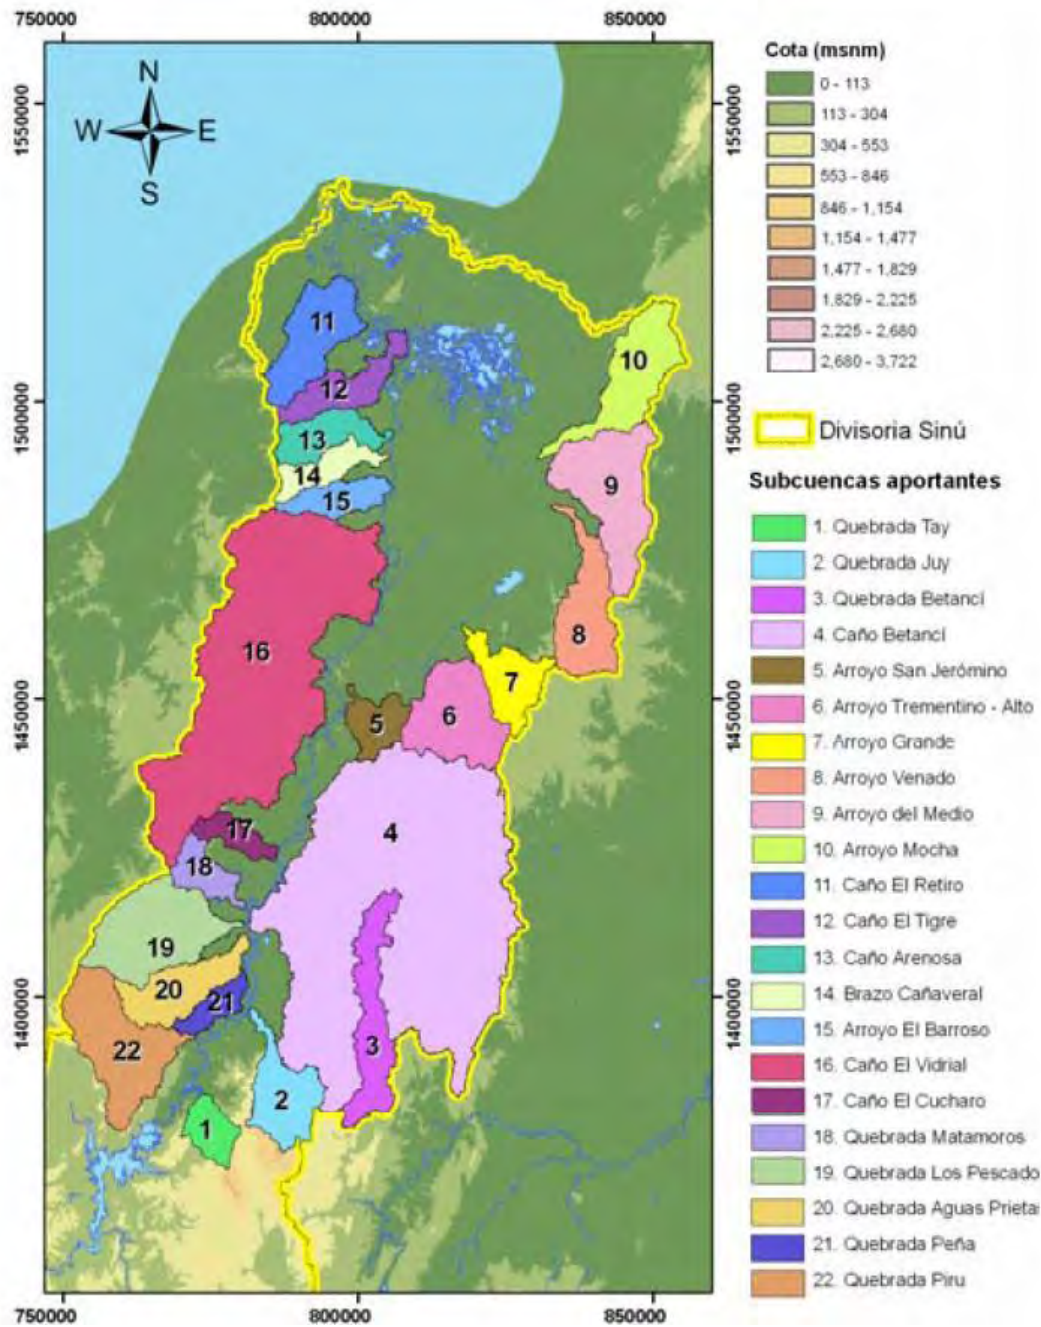 750000 800000 850000
N
W E
S
1550000 1550000
1500000 1500000
1450000 1450000
1400000 1400000
11
10
12
13
14
9
15
16
8
7
6
5
4
17
18
19
20
21
22
3
2
1
750000 800000 850000
Cota (msnm)
0 - 113
113 - 304
304 - 553
553 - 846
846 - 1,154
1,154 - 1,477
1,477 - 1,829
1,829 - 2,225
2,225 - 2,680
2,680 - 3,722
Divisoria Sinú
Subcuencas aportantes
1. Quebrada Tay
2. Quebrada Juy
3. Quebrada Betancí
4. Caño Betancí
5. Arroyo San Jerómino
6. Arroyo Trementino - Alto
7. Arroyo Grande
8. Arroyo Venado
9. Arroyo del Medio
10. Arroyo Mocha
11. Caño El Retiro
12. Caño El Tigre
13. Caño Arenosa
14. Brazo Cañaveral
15. Arroyo El Barroso
16. Caño El Vidrial
17. Caño El Cucharo
18. Quebrada Matamoros
19. Quebrada Los Pescado
20. Quebrada Aguas Prieta
21. Quebrada Peña
22. Quebrada Piru